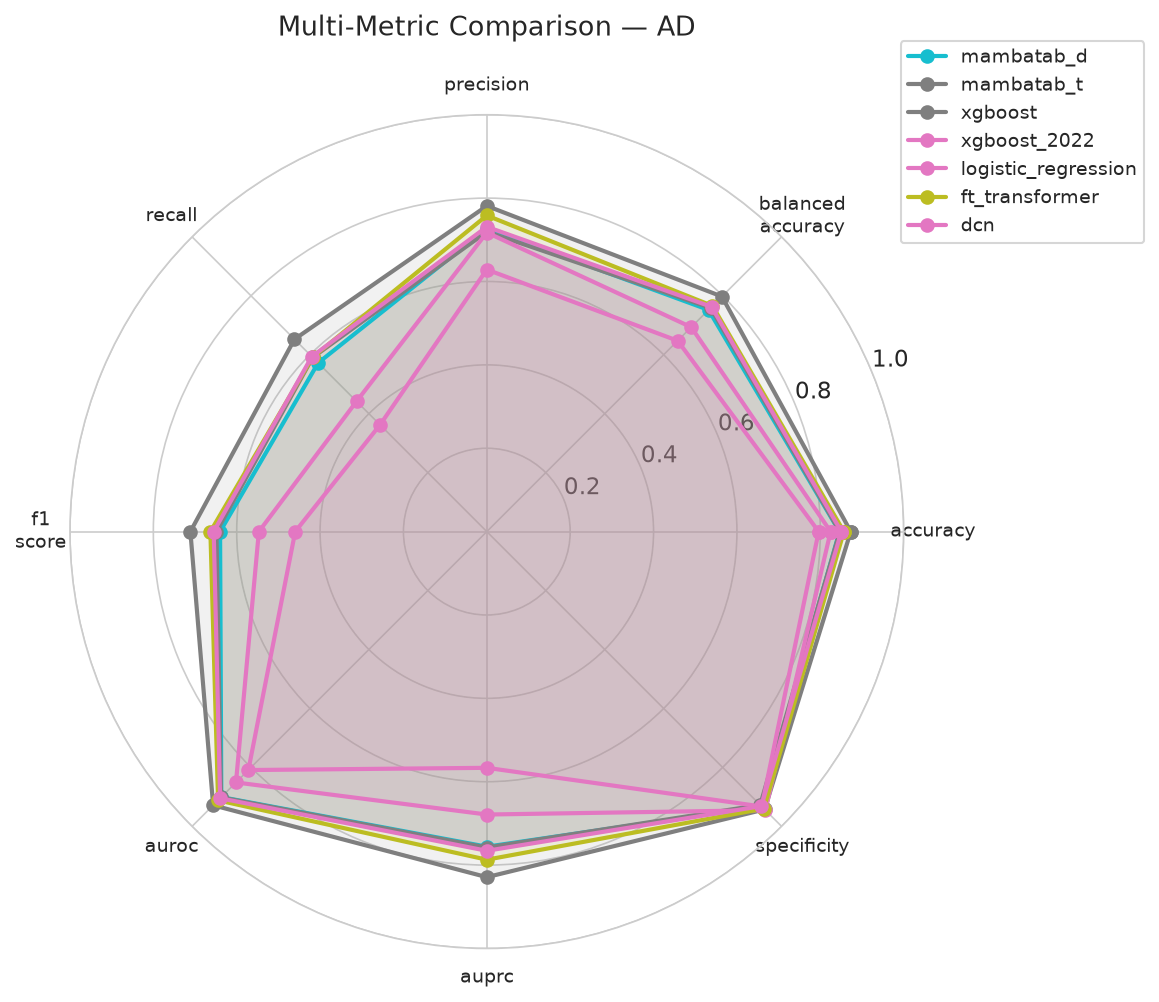 Multi-Metric Comparison — AD
mambatab_d
mambatab_t
xgboost
xgboost_2022
logistic_regression
ft_transformer
dcn
precision
balanced
accuracy
recall
1.0
0.8
0.6
0.4
0.2
f1
score
accuracy
auroc
specificity
auprc